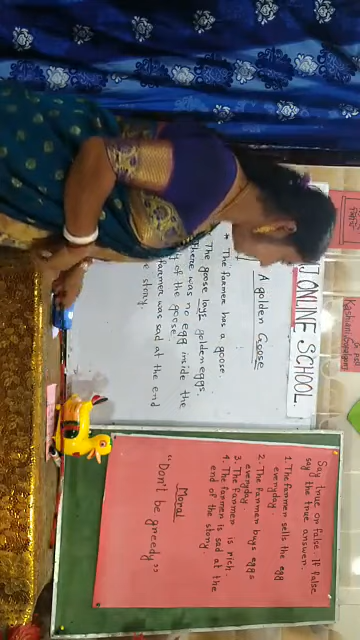 ONLINE SCHOOL.
A golden Goose
* The farmer has a goose
The goose lays golden eggs.
There was no egg inside the
of the goose.
farmer was sad at the end
story.
Say true or false. If false
say the true answer.
1. The farmer sells the egg
everyday.
2. The farmer buys eggs
everyday
3. The farmer is rich.
4. The farmer is sad at the
end of the story.
Moral
"Don't be greedy"